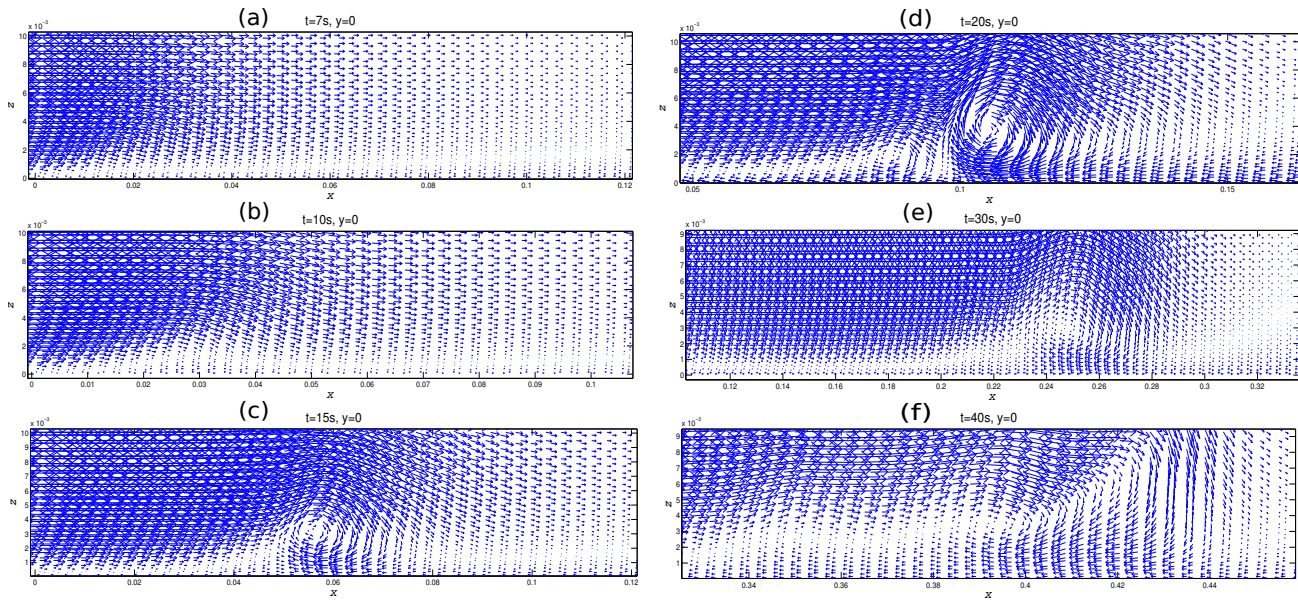 (a)
t=7s, y=0
x 10⁻³
10
8
6
4
2
0
z
0 0.02 0.04 0.06 0.08 0.1 0.12
x
(b)
t=10s, y=0
x 10⁻³
10
8
6
4
2
0
z
0 0.01 0.02 0.03 0.04 0.05 0.06 0.07 0.08 0.09 0.1
x
(c)
t=15s, y=0
x 10⁻³
10
9
8
7
6
5
4
3
2
1
z
0 0.02 0.04 0.06 0.08 0.1 0.12
x
(d)
t=20s, y=0
x 10⁻³
10
8
6
4
2
0
z
0.05 0.1 0.15
x
(e)
t=30s, y=0
x 10⁻³
9
8
7
6
5
4
3
2
1
0
z
0.12 0.14 0.16 0.18 0.2 0.22 0.24 0.26 0.28 0.3 0.32
x
(f)
t=40s, y=0
x 10⁻³
9
8
7
6
5
4
3
2
1
z
0.34 0.36 0.38 0.4 0.42 0.44
x